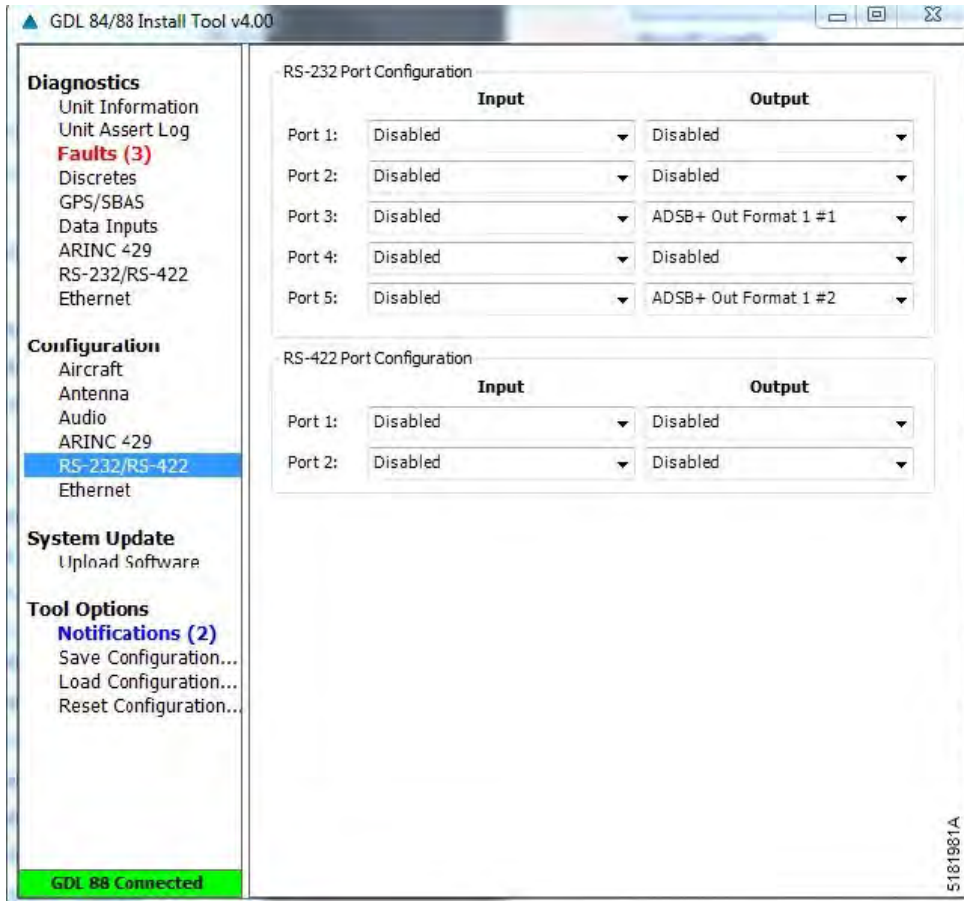 GDL 84/88 Install Tool v4.00
Diagnostics
Unit Information
Unit Assert Log
Faults (3)
Discretes
GPS/SBAS
Data Inputs
ARINC 429
RS-232/RS-422
Ethernet
Configuration
Aircraft
Antenna
Audio
ARINC 429
RS-232/RS-422
Ethernet
System Update
Upload Software
Tool Options
Notifications (2)
Save Configuration...
Load Configuration...
Reset Configuration...
GDL 88 Connected
RS-232 Port Configuration
Input Output
Port 1: Disabled Disabled
Port 2: Disabled Disabled
Port 3: Disabled ADSB+ Out Format 1 #1
Port 4: Disabled Disabled
Port 5: Disabled ADSB+ Out Format 1 #2
RS-422 Port Configuration
Input Output
Port 1: Disabled Disabled
Port 2: Disabled Disabled
5181981A